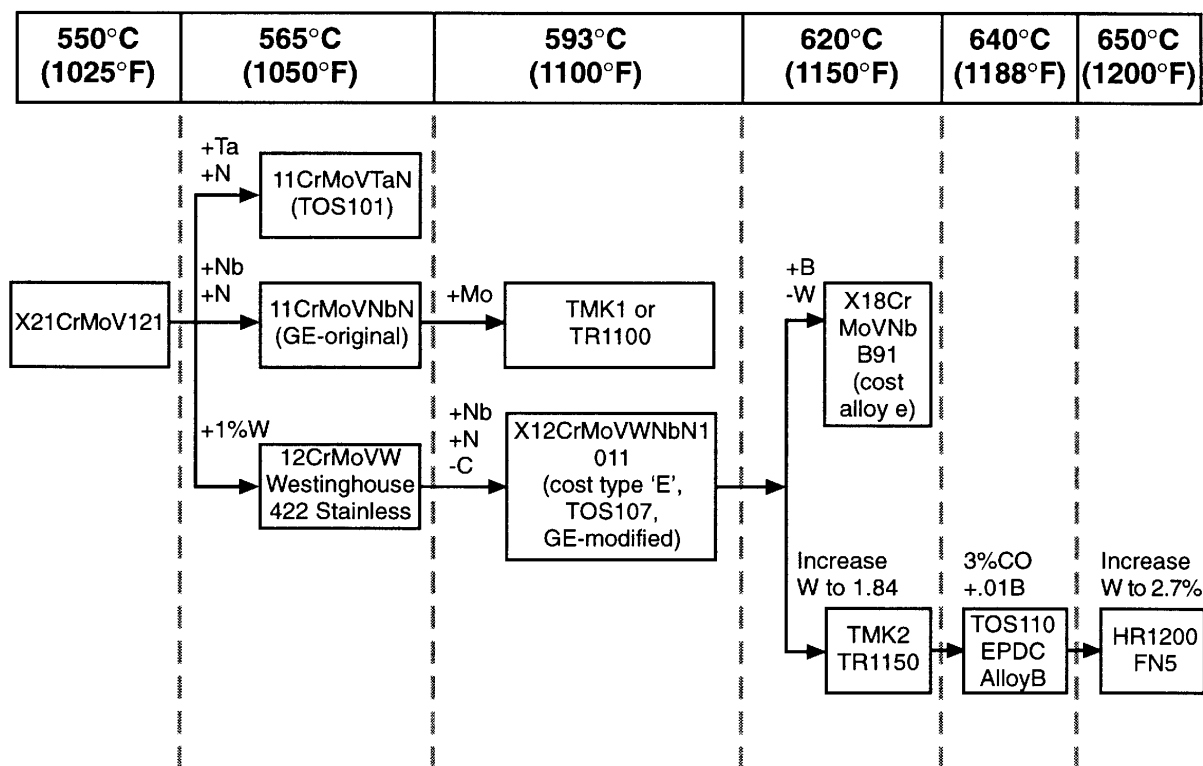 550°C
(1025°F)
565°C
(1050°F)
593°C
(1100°F)
620°C
(1150°F)
640°C
(1188°F)
650°C
(1200°F)
+Ta
+N
11CrMoVTaN
(TOS101)
X21CrMoV121
+Nb
+N
11CrMoVNbN
(GE-original)
+Mo
TMK1 or
TR1100
+B
-W
X18Cr
MoVNb
B91
(cost
alloy e)
+1%W
12CrMoVW
Westinghouse
422 Stainless
+Nb
+N
-C
X12CrMoVWNbN1
011
(cost type ‘E’,
TOS107,
GE-modified)
Increase
W to 1.84
TMK2
TR1150
3%CO
+.01B
TOS110
EPDC
AlloyB
Increase
W to 2.7%
HR1200
FN5